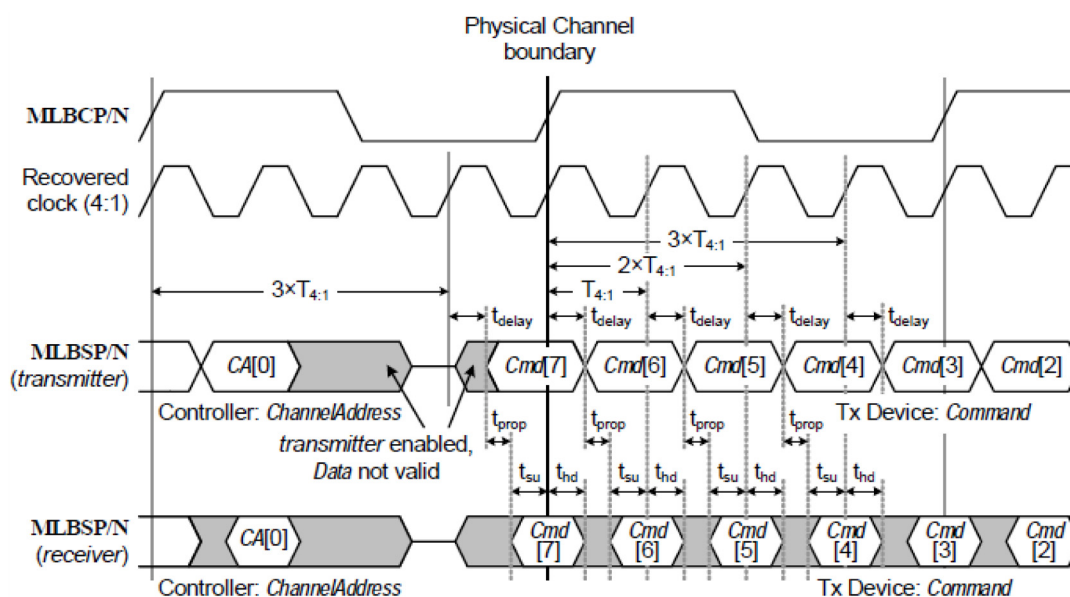 Physical Channel
boundary
MLBCP/N
Recovered
clock (4:1)
3×T4:1
2×T4:1
3×T4:1
T4:1
tdelay
tdelay
tdelay
tdelay
tdelay
MLBSP/N
(transmitter)
CA[0]
Cmd[7]
Cmd[6]
Cmd[5]
Cmd[4]
Cmd[3]
Cmd[2]
Controller: ChannelAddress
Tx Device: Command
transmitter enabled,
Data not valid
tprop
tprop
tprop
tprop
tsu
thd
tsu
thd
tsu
thd
tsu
thd
MLBSP/N
(receiver)
CA[0]
Cmd
[7]
Cmd
[6]
Cmd
[5]
Cmd
[4]
Cmd
[3]
Cmd
[2]
Controller: ChannelAddress
Tx Device: Command